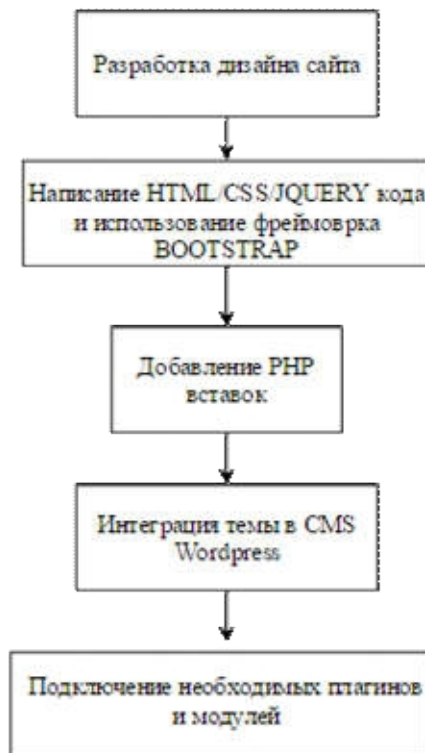 Разработка дизайна сайта
Написание HTML/CSS/JQUERY кода
и использование фреймоврка
BOOTSTRAP
Добавление PHP
вставок
Интеграция темы в CMS
Wordpress
Подключение необходимых плагинов
и модулей